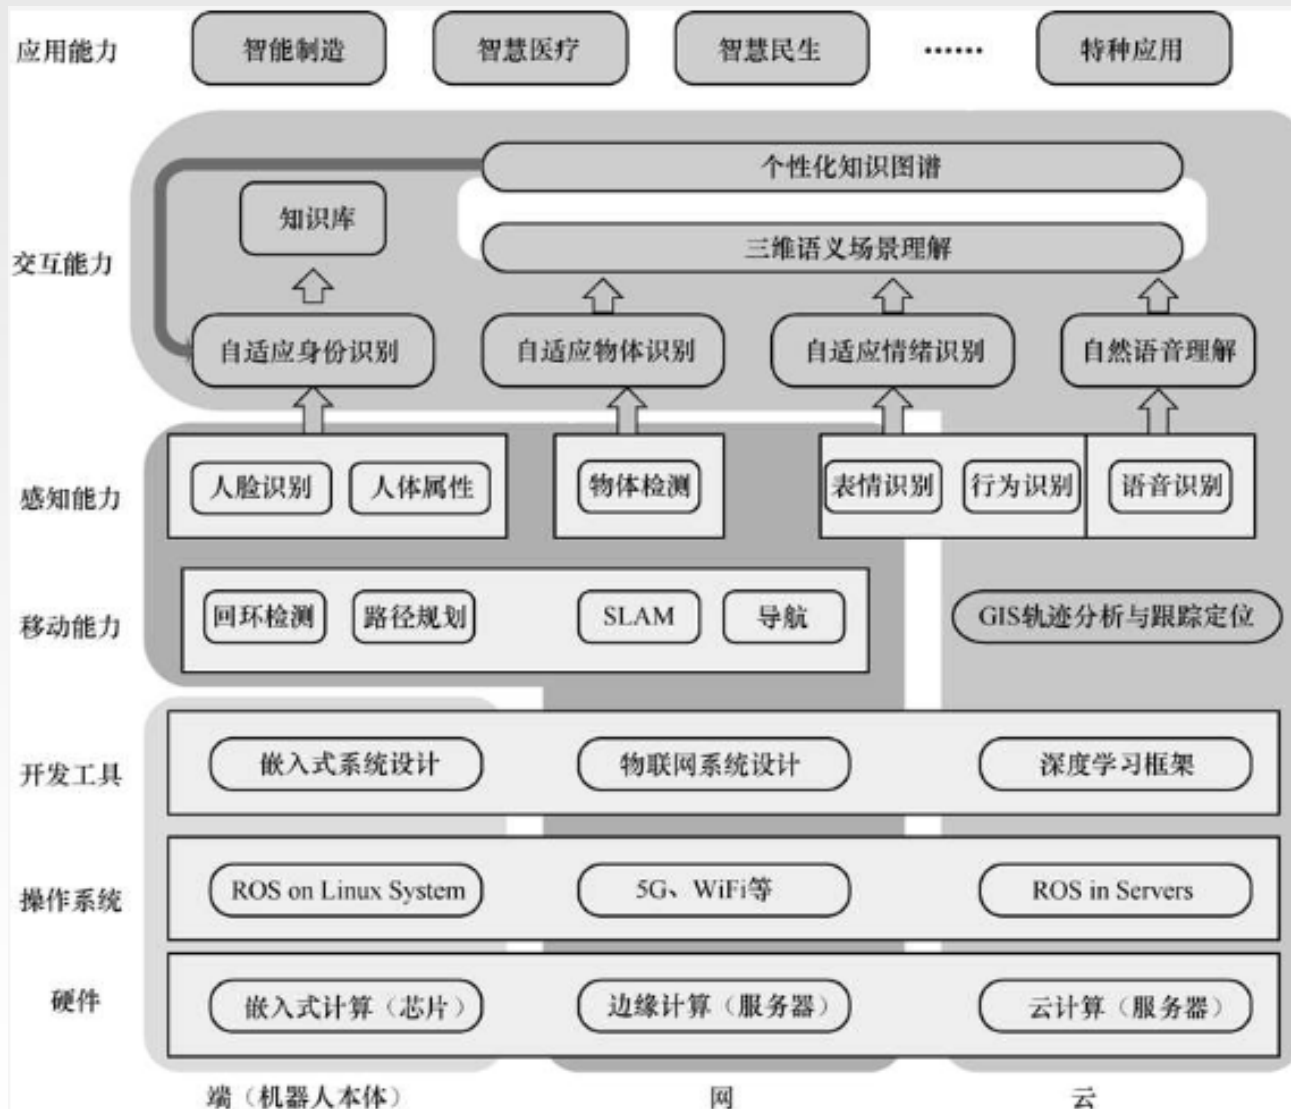 应用能力 智能制造 智慧医疗 智慧民生 …… 特种应用
个性化知识图谱
知识库
三维语义场景理解
交互能力
自适应身份识别 自适应物体识别 自适应情绪识别 自然语音理解
感知能力 人脸识别 人体属性 物体检测 表情识别 行为识别 语音识别
移动能力 回环检测 路径规划 SLAM 导航 GIS轨迹分析与跟踪定位
开发工具 嵌入式系统设计 物联网系统设计 深度学习框架
操作系统 ROS on Linux System 5G、WiFi等 ROS in Servers
硬件 嵌入式计算（芯片） 边缘计算（服务器） 云计算（服务器）
端（机器人本体） 网 云